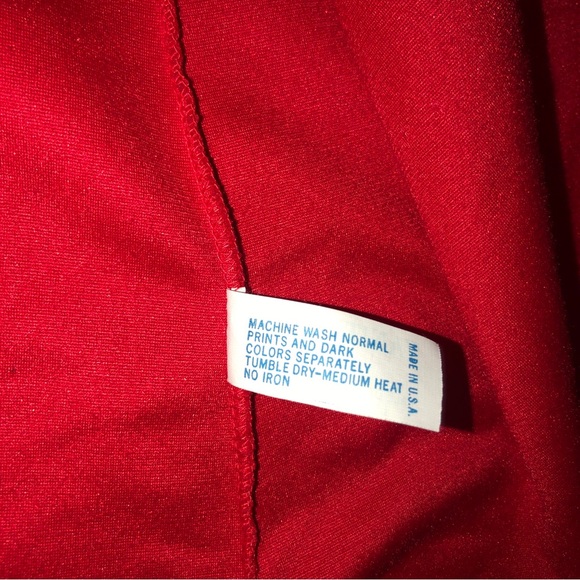 MACHINE WASH NORMAL
PRINTS AND DARK
COLORS SEPARATELY
TUMBLE DRY-MEDIUM HEAT
NO IRON
MADE IN U.S.A.